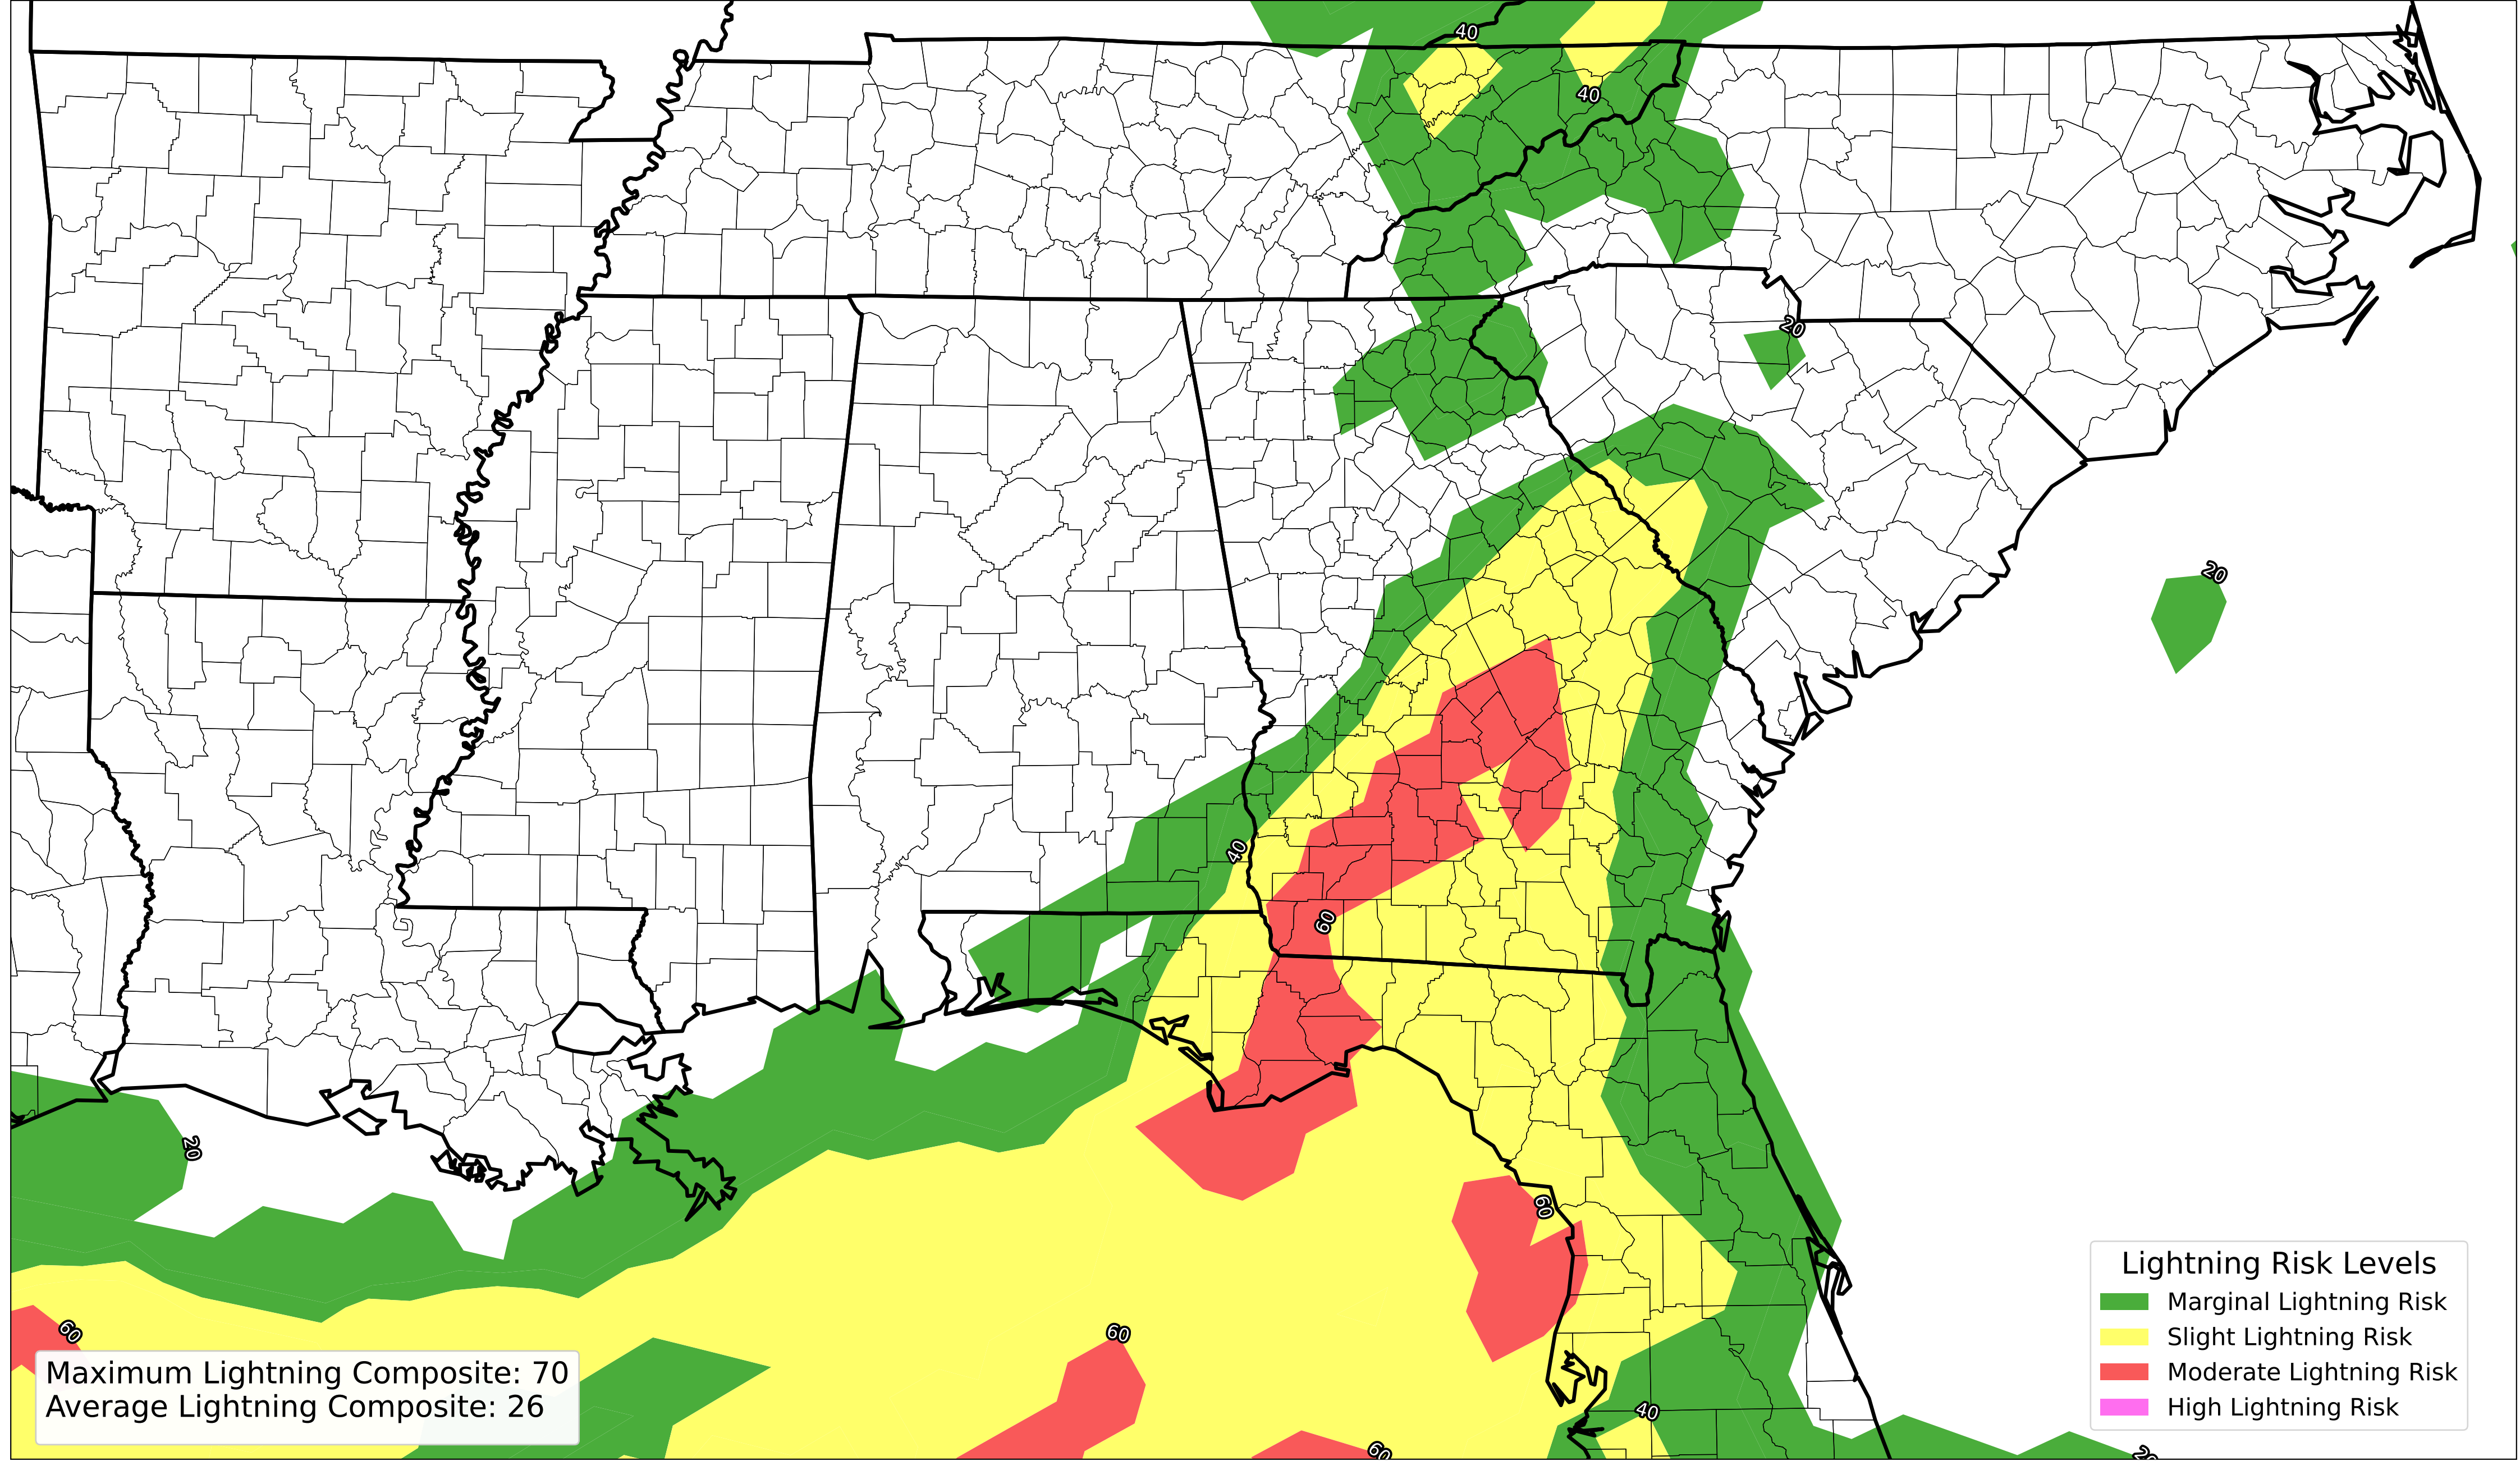 40
40
20
20
40
60
20
60
60
60
Maximum Lightning Composite: 70
Average Lightning Composite: 26
Lightning Risk Levels
Marginal Lightning Risk
Slight Lightning Risk
Moderate Lightning Risk
High Lightning Risk
40
60
20